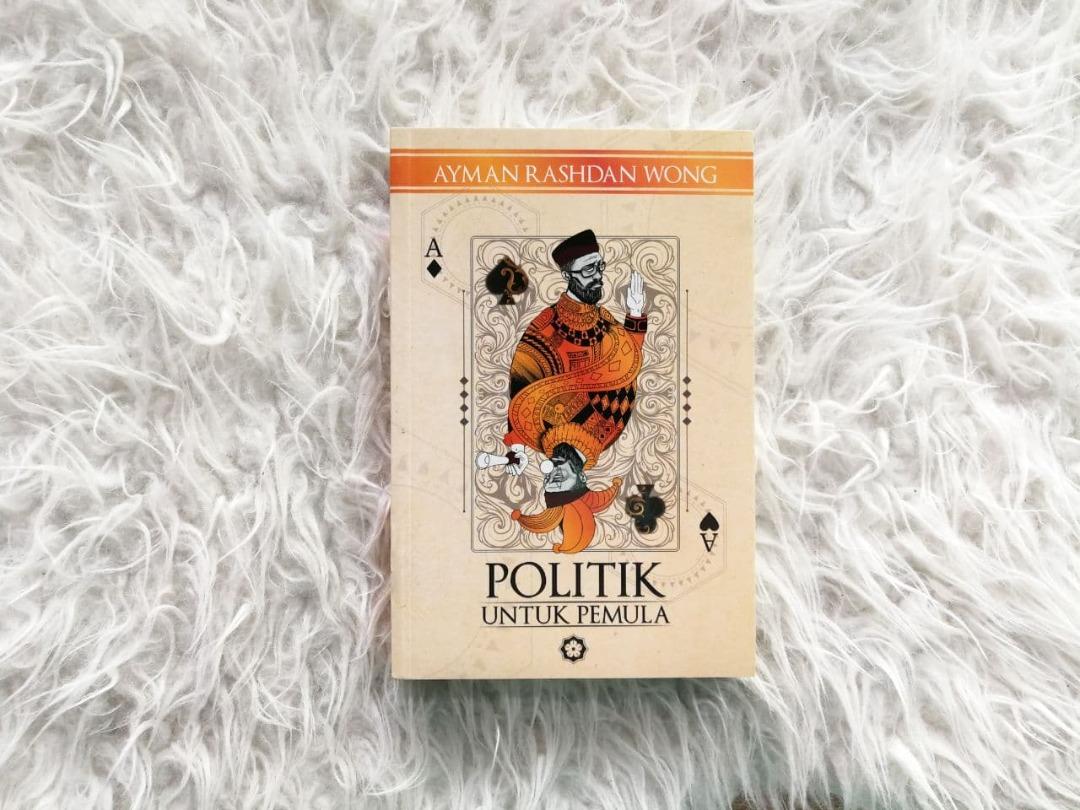 AYMAN RASHDAN WONG
A
A
POLITIK
UNTUK PEMULA